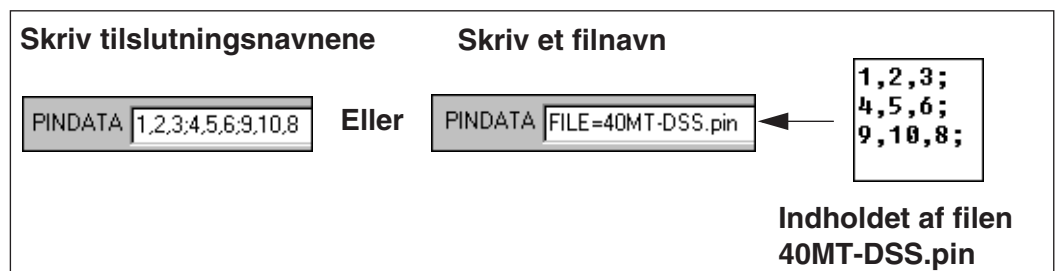 Skriv tilslutningsnavnene
Skriv et filnavn
PINDATA 1,2,3;4,5,6;9,10,8
Eller
PINDATA FILE=40MT-DSS.pin
1,2,3;
4,5,6;
9,10,8;
Indholdet af filen
40MT-DSS.pin